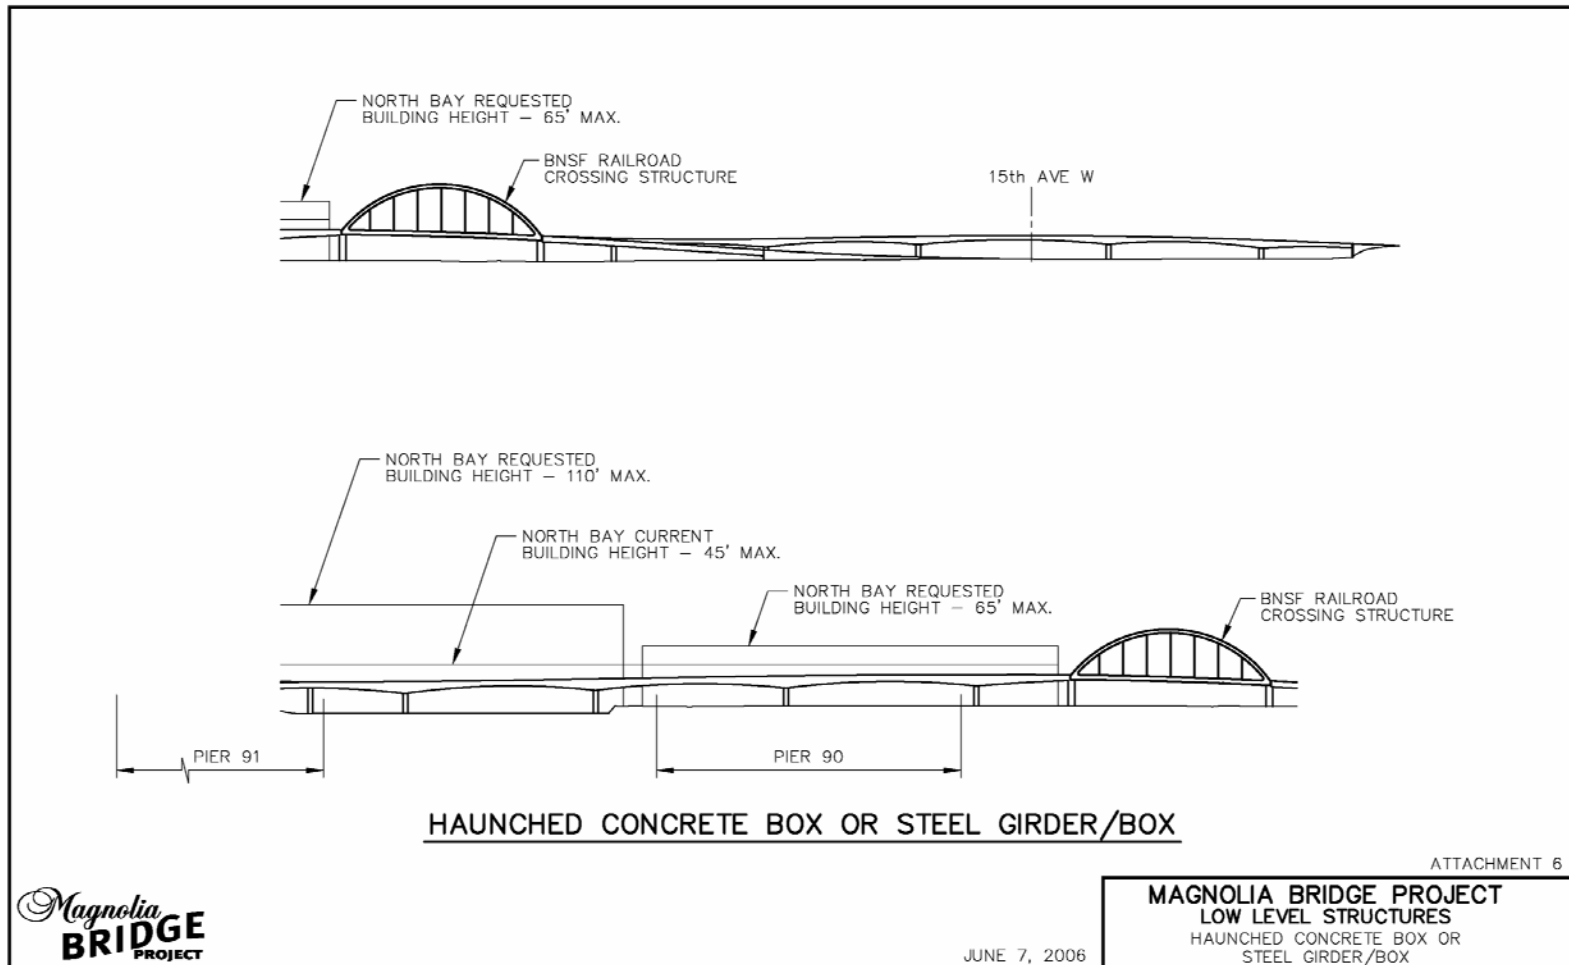 NORTH BAY REQUESTED
BUILDING HEIGHT – 65' MAX.
BNSF RAILROAD
CROSSING STRUCTURE
15th AVE W
NORTH BAY REQUESTED
BUILDING HEIGHT – 110' MAX.
NORTH BAY CURRENT
BUILDING HEIGHT – 45' MAX.
NORTH BAY REQUESTED
BUILDING HEIGHT – 65' MAX.
BNSF RAILROAD
CROSSING STRUCTURE
PIER 91
PIER 90
HAUNCHED CONCRETE BOX OR STEEL GIRDER/BOX
ATTACHMENT 6
Magnolia
BRIDGE
PROJECT
JUNE 7, 2006
MAGNOLIA BRIDGE PROJECT
LOW LEVEL STRUCTURES
HAUNCHED CONCRETE BOX OR
STEEL GIRDER/BOX